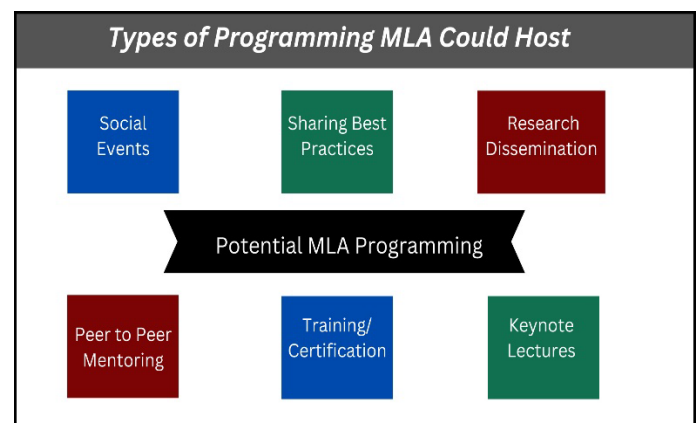 Types of Programming MLA Could Host
Social
Events
Sharing Best
Practices
Research
Dissemination
Potential MLA Programming
Peer to Peer
Mentoring
Training/
Certification
Keynote
Lectures